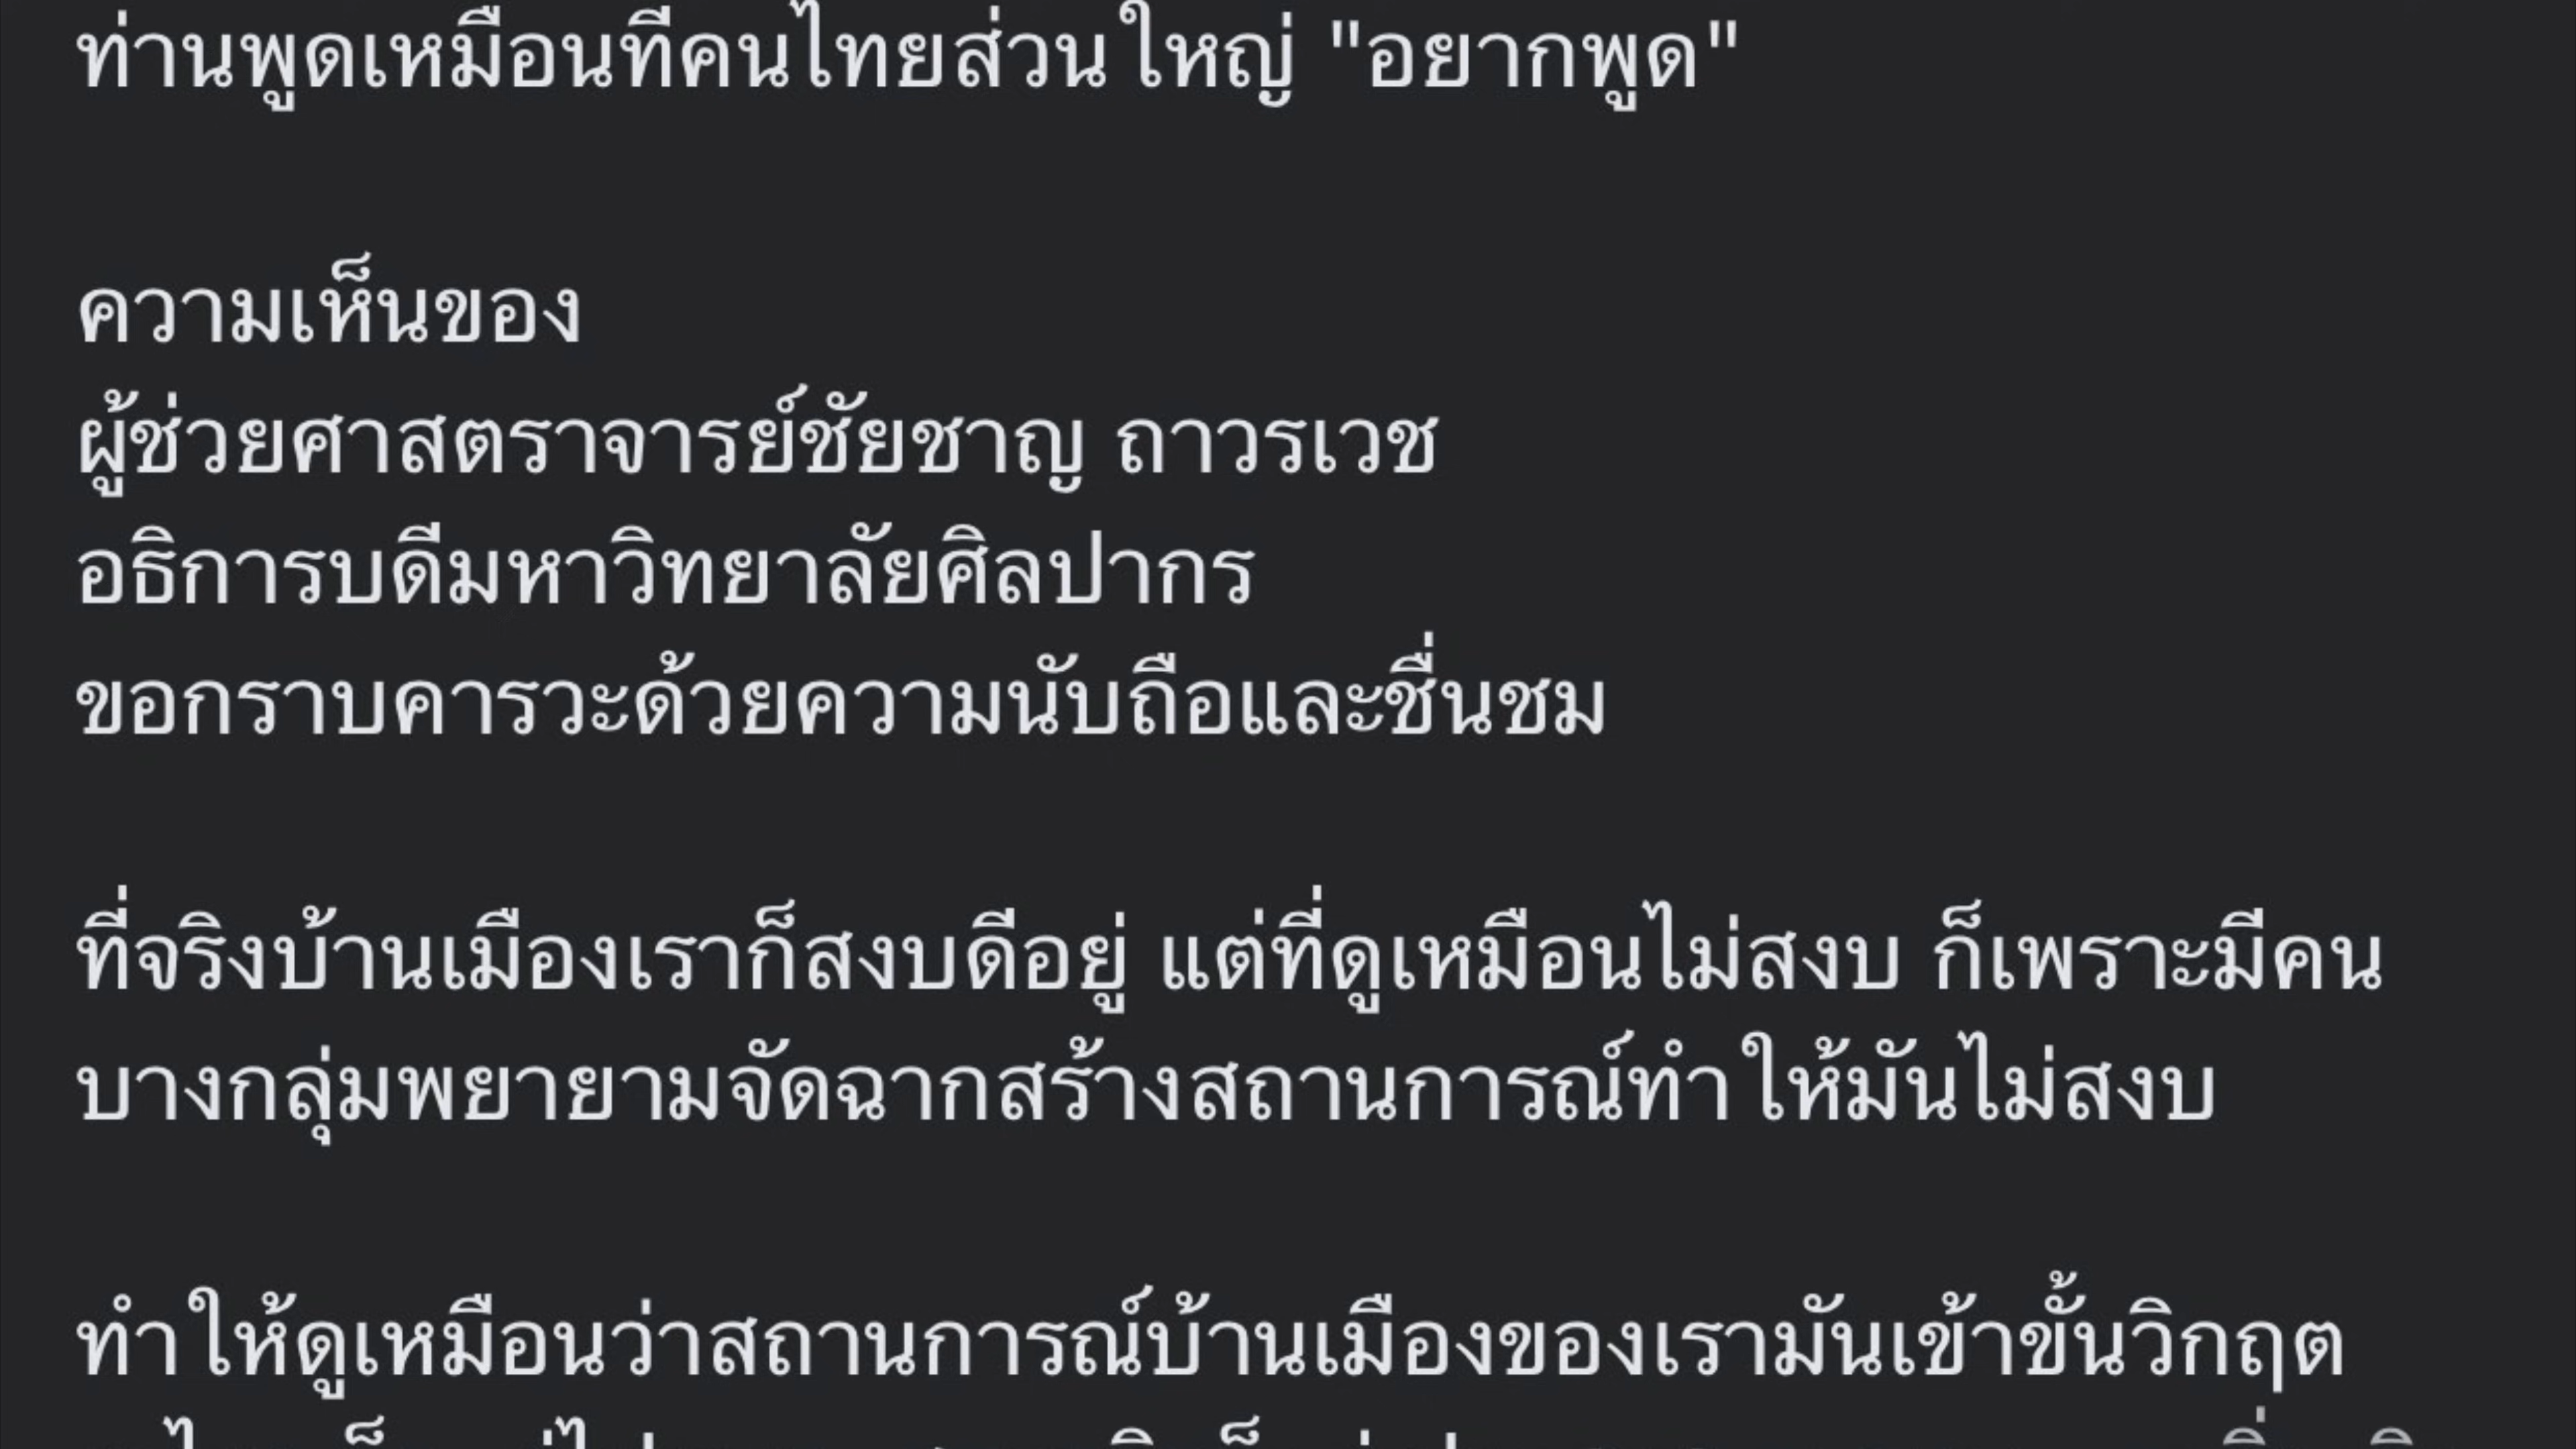 ท่านพูดเหมือนที่คนไทยส่วนใหญ่ "อยากพูด"
ความเห็นของ
ผู้ช่วยศาสตราจารย์ชัยชาญ ถาวรเวช
อธิการบดีมหาวิทยาลัยศิลปากร
ขอกราบคารวะด้วยความนับถือและชื่นชม
ที่จริงบ้านเมืองเราก็สงบดีอยู่ แต่ที่ดูเหมือนไม่สงบ ก็เพราะมีคน
บางกลุ่มพยายามจัดฉากสร้างสถานการณ์ทำให้มันไม่สงบ
ทำให้ดูเหมือนว่าสถานการณ์บ้านเมืองของเรามันเข้าขั้นวิกฤต